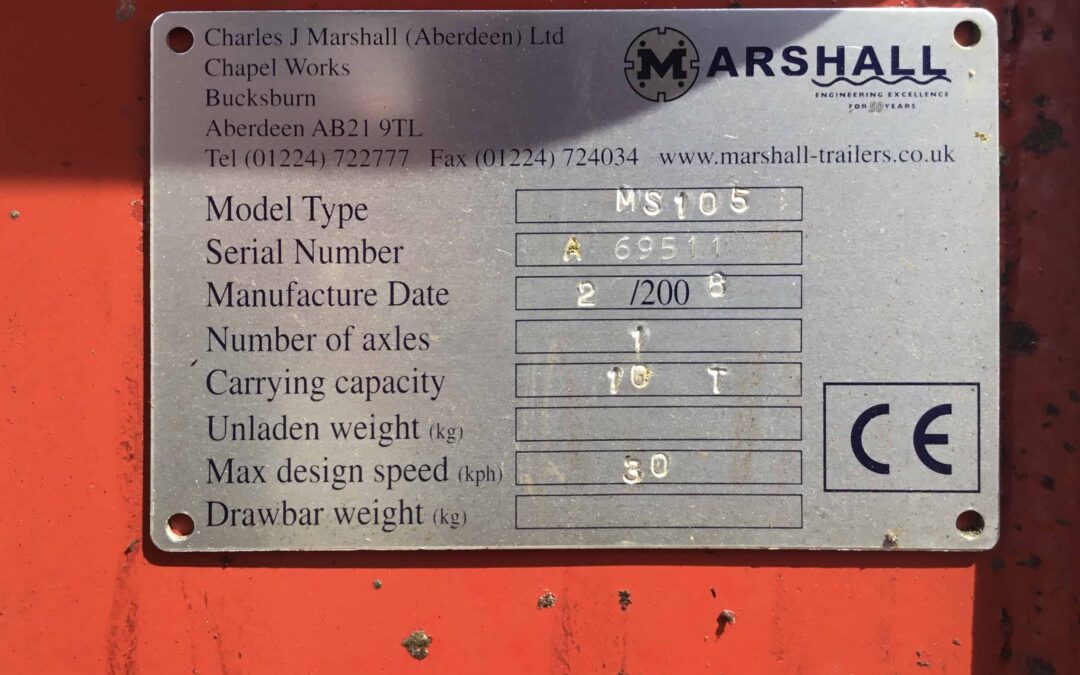 Charles J Marshall (Aberdeen) Ltd
Chapel Works
Bucksburn
Aberdeen AB21 9TL
Tel (01224) 722777 Fax (01224) 724034 www.marshall-trailers.co.uk
MARSHALL
ENGINEERING EXCELLENCE
FOR 50 YEARS
Model Type MS105
Serial Number A 69511
Manufacture Date 2 /2008
Number of axles 1
Carrying capacity 10 T
Unladen weight (kg)
Max design speed (kph) 30
Drawbar weight (kg)
CE